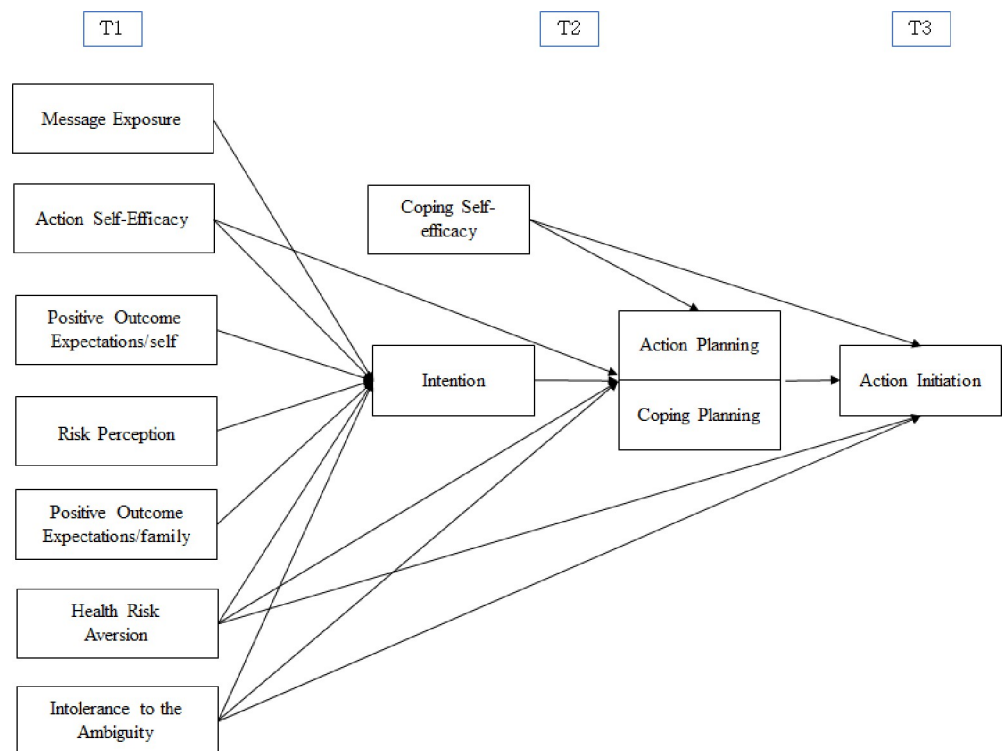 T1
T2
T3
Message Exposure
Action Self-Efficacy
Coping Self-
efficacy
Positive Outcome
Expectations/self
Action Planning
Intention
Action Initiation
Coping Planning
Risk Perception
Positive Outcome
Expectations/family
Health Risk
Aversion
Intolerance to the
Ambiguity